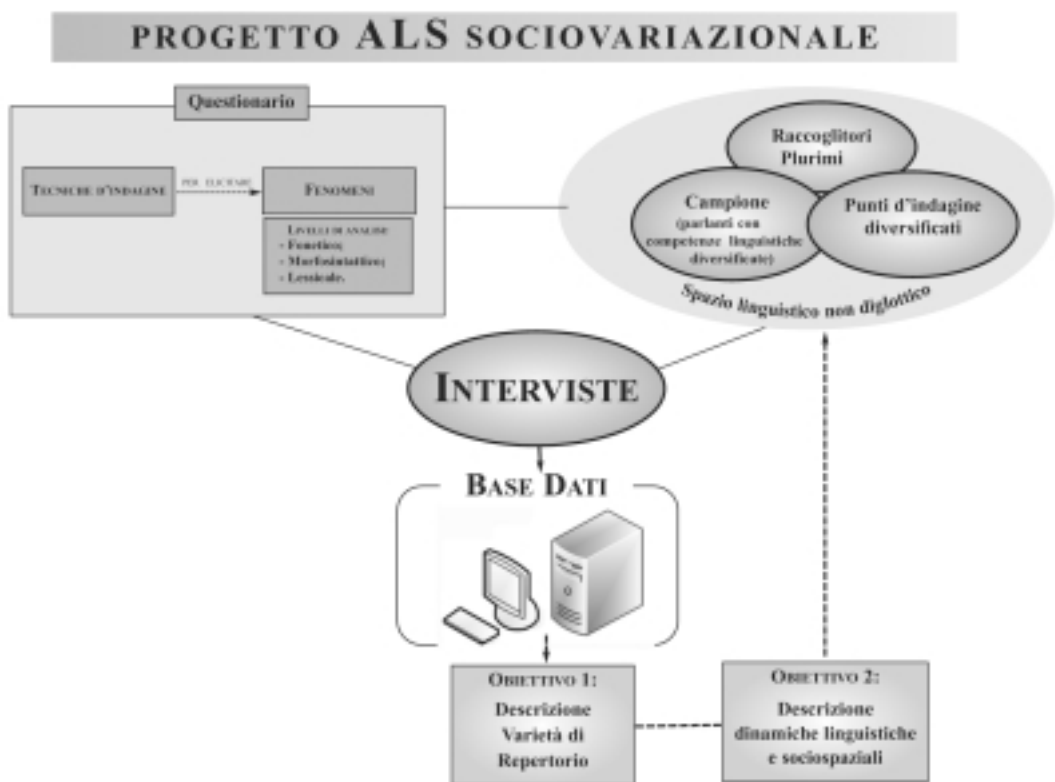 PROGETTO ALS SOCIOVARIAZIONALE
Questionario
TECNICHE D'INDAGINE
PER ELICITARE
FENOMENI
LIVELLI DI ANALISE
- Fonetico;
- Morfosintattico;
- Lessicale.
Raccoglitori
Plurimi
Campione
(parlanti con
competenze linguistiche
diversificate)
Punti d'indagine
diversificati
Spazio linguistico non diglottico
INTERVISTE
BASE DATI
OBIETTIVO 1:
Descrizione
Varietà di
Repertorio
OBIETTIVO 2:
Descrizione
dinamiche linguistiche
e sociospaziali